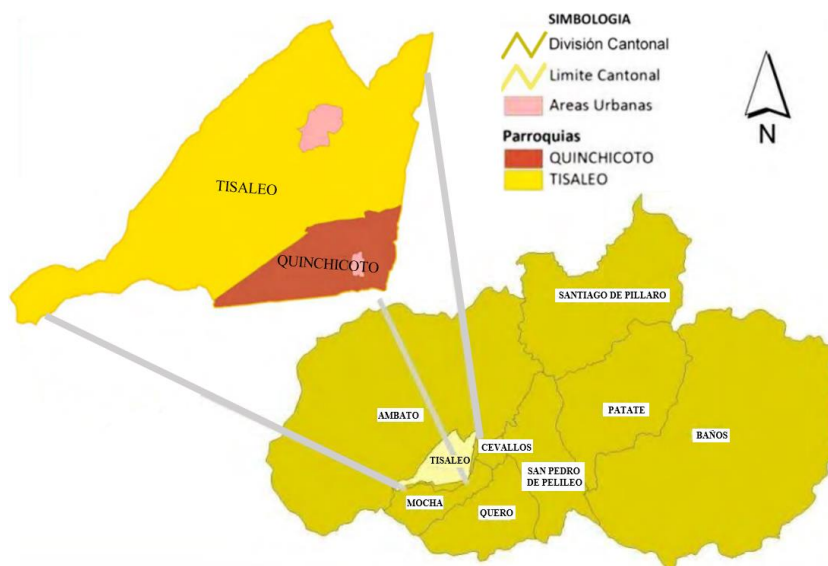 SIMBOLOGIA
División Cantonal
Limite Cantonal
Areas Urbanas
Parroquias
QUINCHICOTO
TISALEO
N
TISALEO
QUINCHICOTO
SANTIAGO DE PILLARO
AMBATO
PATATE
BAÑOS
CEVALLOS
TISALEO
SAN PEDRO
DE PELILEO
MOCHA
QUERO